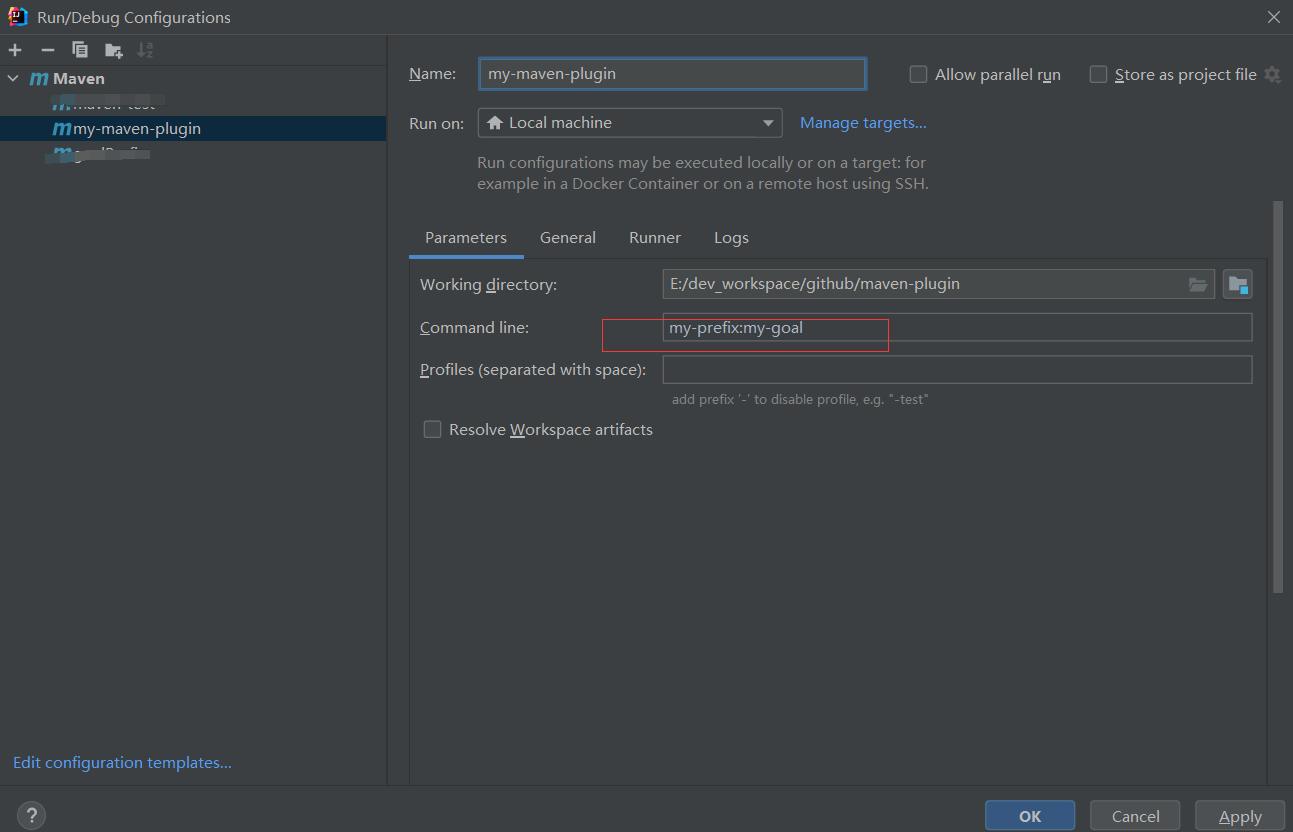 Run/Debug Configurations
Maven
maven-test
my-maven-plugin
Edit configuration templates...
Name:
my-maven-plugin
Allow parallel run
Store as project file
Run on:
Local machine
Manage targets...
Run configurations may be executed locally or on a target: for
example in a Docker Container or on a remote host using SSH.
Parameters
General
Runner
Logs
Working directory:
E:/dev_workspace/github/maven-plugin
Command line:
my-prefix:my-goal
Profiles (separated with space):
add prefix '-' to disable profile, e.g. "-test"
Resolve Workspace artifacts
?
OK
Cancel
Apply